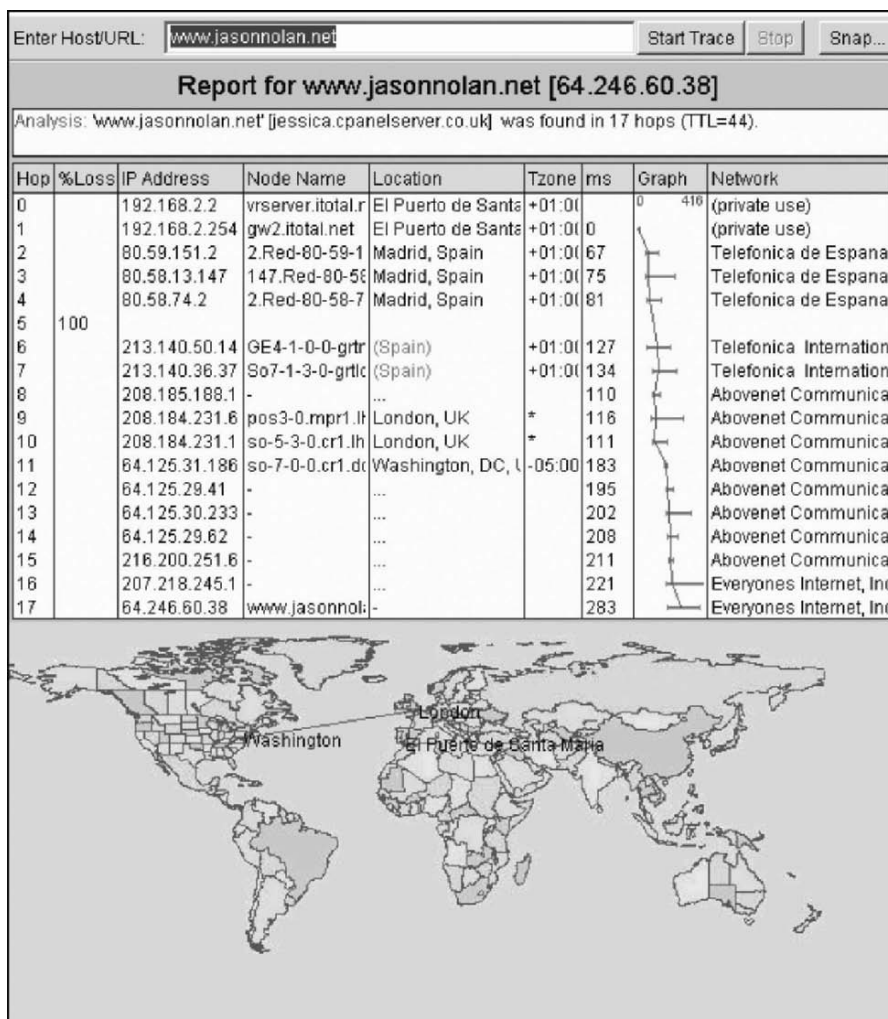 Enter Host/URL: www.jasonnolan.net Start Trace Stop Snap...
Report for www.jasonnolan.net [64.246.60.38]
Analysis: 'www.jasonnolan.net' [jessica.cpanelserver.co.uk] was found in 17 hops (TTL=44).
Hop %Loss IP Address Node Name Location Tzone ms Graph Network
0 192.168.2.2 vrserver.itotal.r El Puerto de Santa +01:0( 0 416 (private use)
1 192.168.2.254 gw2.itotal.net El Puerto de Santa +01:0( 0 (private use)
2 80.59.151.2 2.Red-80-59-1 Madrid, Spain +01:0( 67 Telefonica de Espana
3 80.58.13.147 147.Red-80-58 Madrid, Spain +01:0( 75 Telefonica de Espana
4 80.58.74.2 2.Red-80-58-7 Madrid, Spain +01:0( 81 Telefonica de Espana
5 100
6 213.140.50.14 GE4-1-0-0-grtr (Spain) +01:0( 127 Telefonica Internation
7 213.140.36.37 So7-1-3-0-grtlc (Spain) +01:0( 134 Telefonica Internation
8 208.185.188.1 - ... 110 Abovenet Communica
9 208.184.231.6 pos3-0.mpr1.lh London, UK * 116 Abovenet Communica
10 208.184.231.1 so-5-3-0.cr1.lh London, UK * 111 Abovenet Communica
11 64.125.31.186 so-7-0-0.cr1.dc Washington, DC, U -05:00 183 Abovenet Communica
12 64.125.29.41 - ... 195 Abovenet Communica
13 64.125.30.233 - ... 202 Abovenet Communica
14 64.125.29.62 - ... 208 Abovenet Communica
15 216.200.251.6 - ... 211 Abovenet Communica
16 207.218.245.1 - ... 221 Everyones Internet, Inc
17 64.246.60.38 www.jasonnol: - 283 Everyones Internet, Inc
London
Washington
El Puerto de Santa Maria